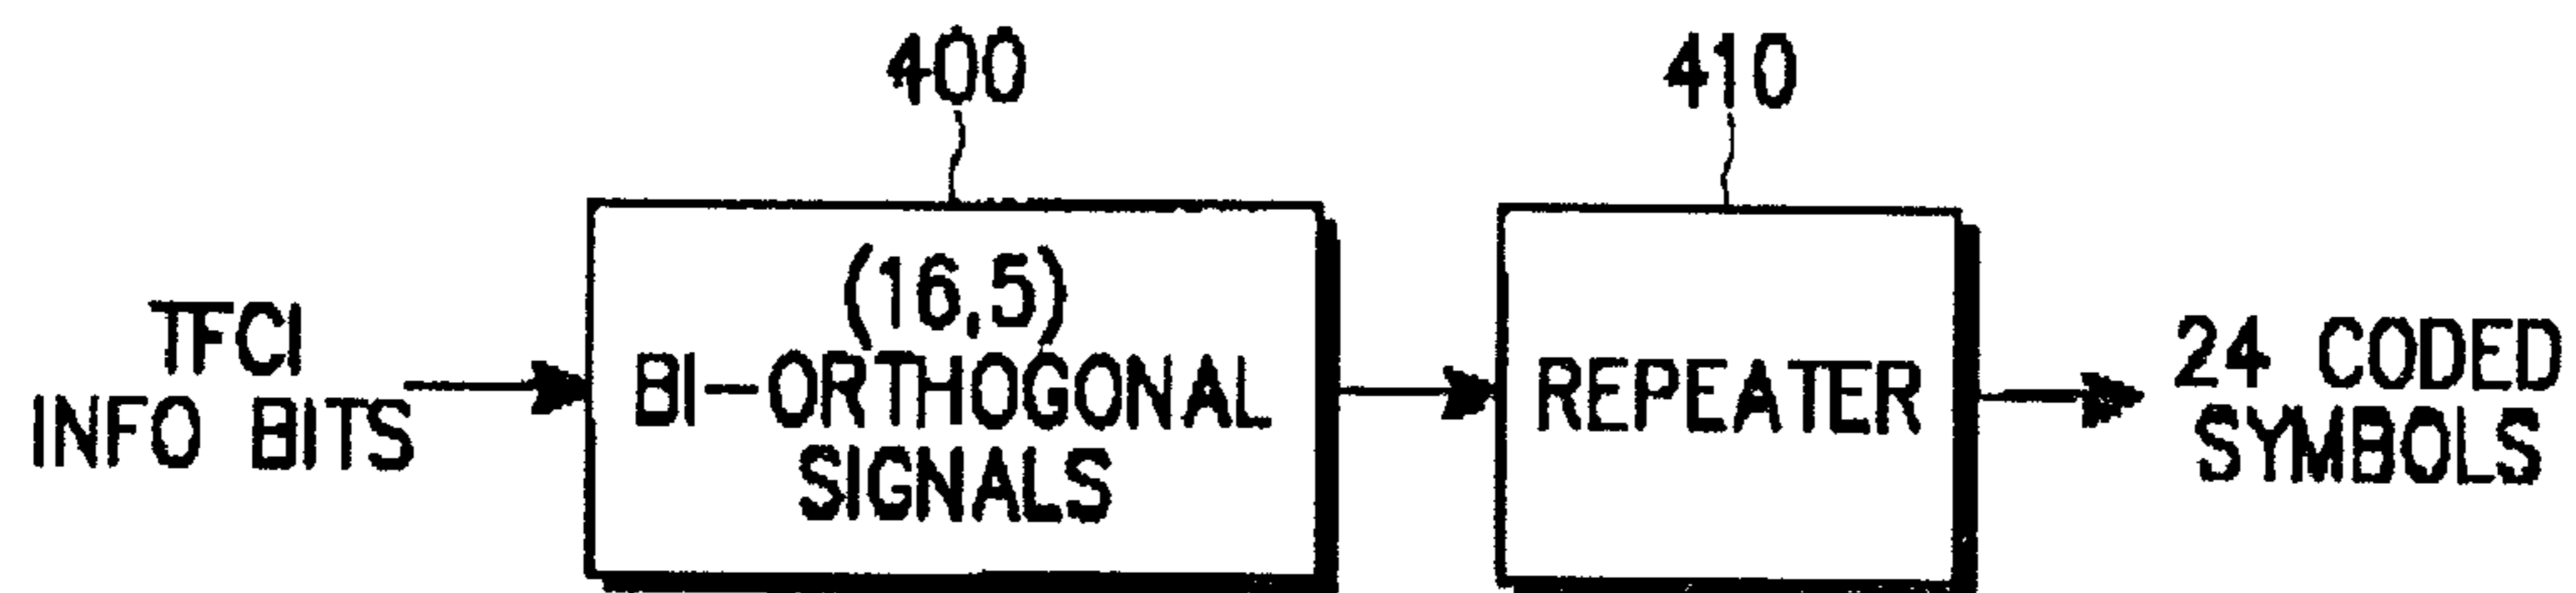 400
410
TFCI
INFO BITS
(16,5)
BI-ORTHOGONAL
SIGNALS
REPEATER
24 CODED
SYMBOLS